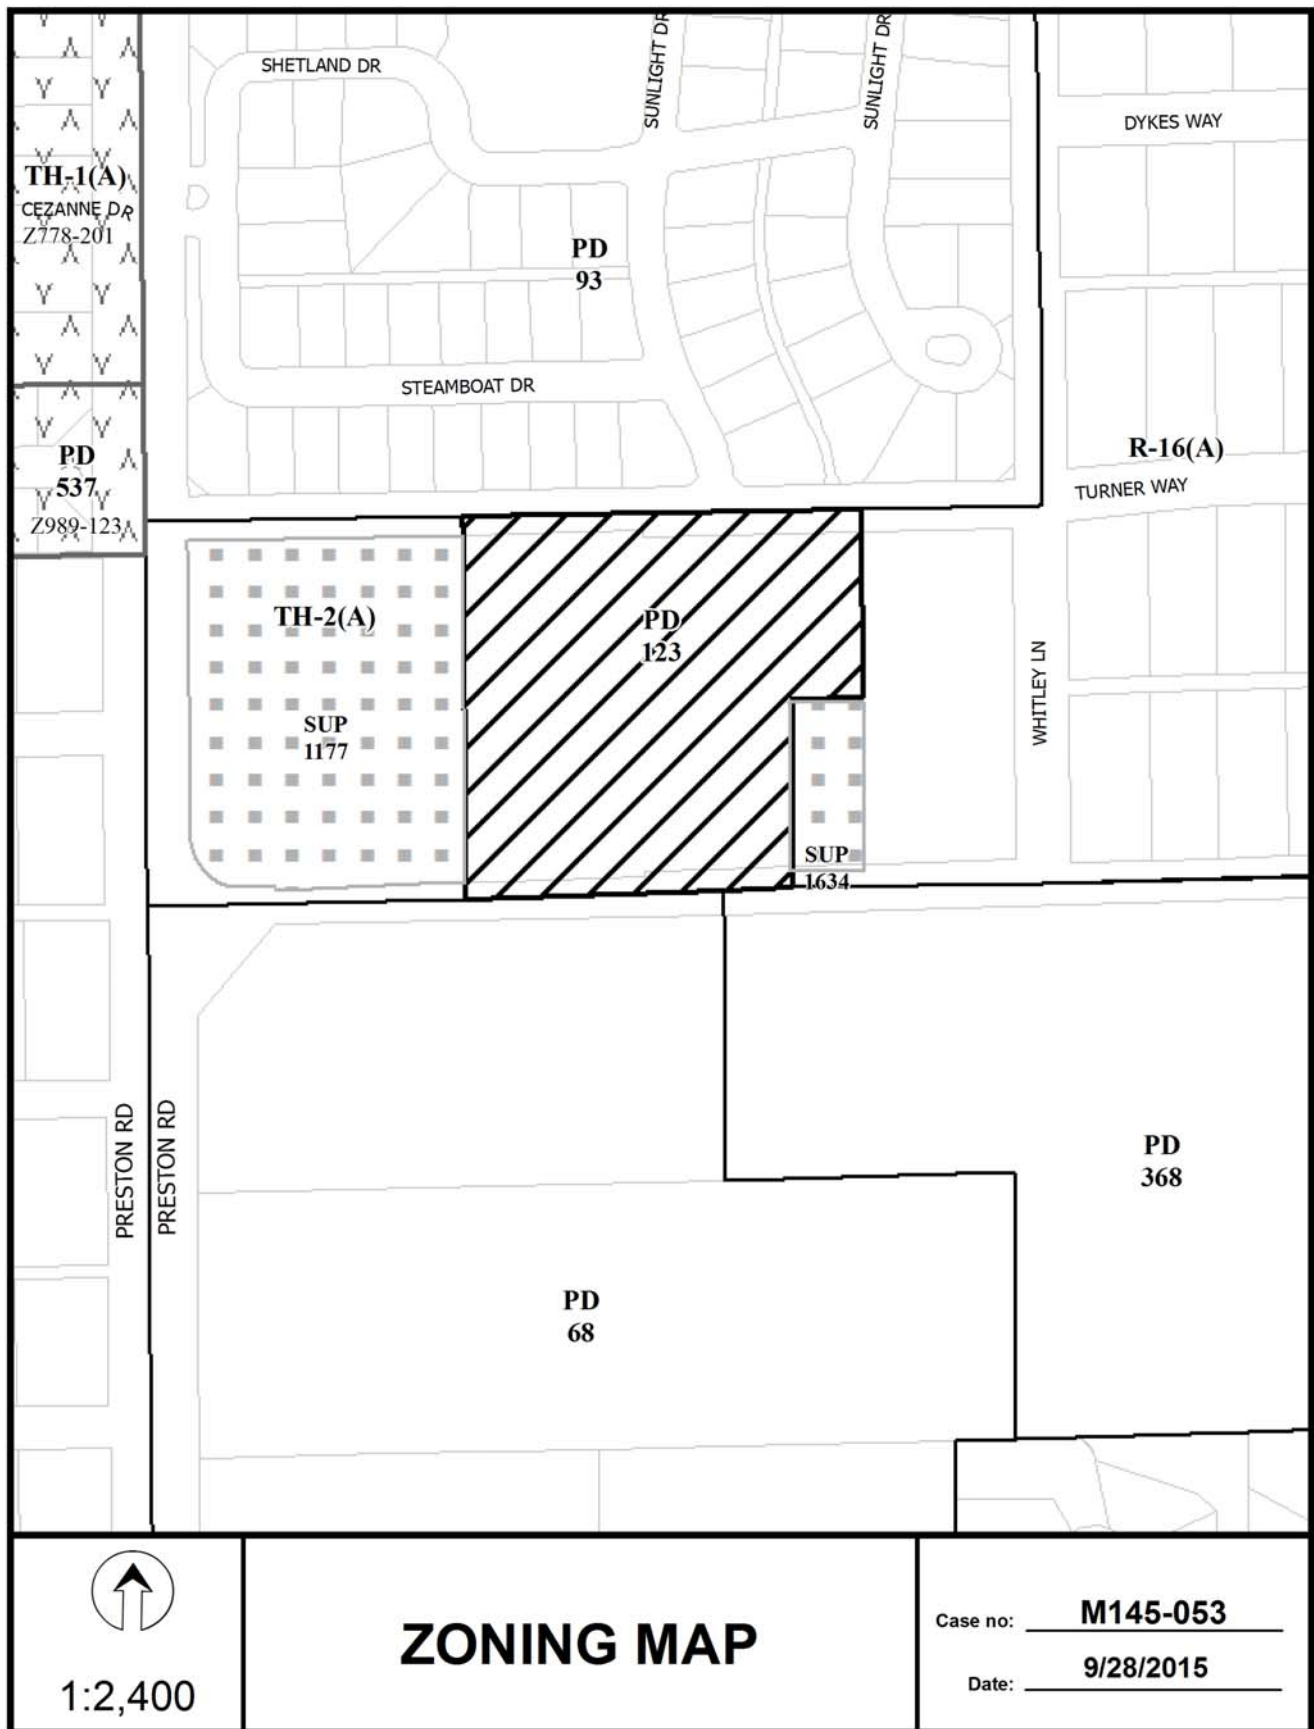 SHETLAND DR
SUNLIGHT DR
SUNLIGHT DR
DYKES WAY
TH-1(A)
CEZANNE DR
Z778-201
PD
93
STEAMBOAT DR
PD
537
Z989-123
R-16(A)
TURNER WAY
TH-2(A)
PD
123
WHITLEY LN
SUP
1177
SUP
1634
PRESTON RD
PRESTON RD
PD
368
PD
68
1:2,400
ZONING MAP
Case no: M145-053
Date: 9/28/2015